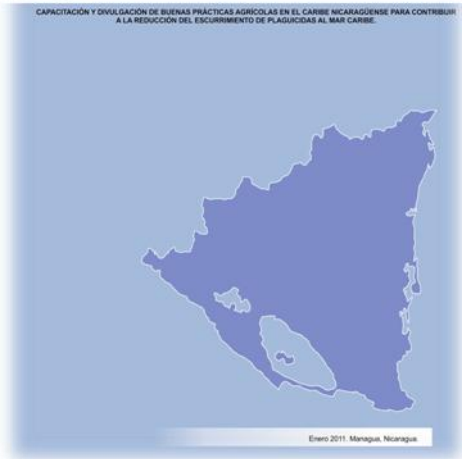 CAPACITACIÓN Y DIVULGACIÓN DE BUENAS PRÁCTICAS AGRÍCOLAS EN EL CARIBE NICARAGÜENSE PARA CONTRIBUIR
A LA REDUCCIÓN DEL ESCURRIMIENTO DE PLAGUICIDAS AL MAR CARIBE.
Enero 2011. Managua, Nicaragua.